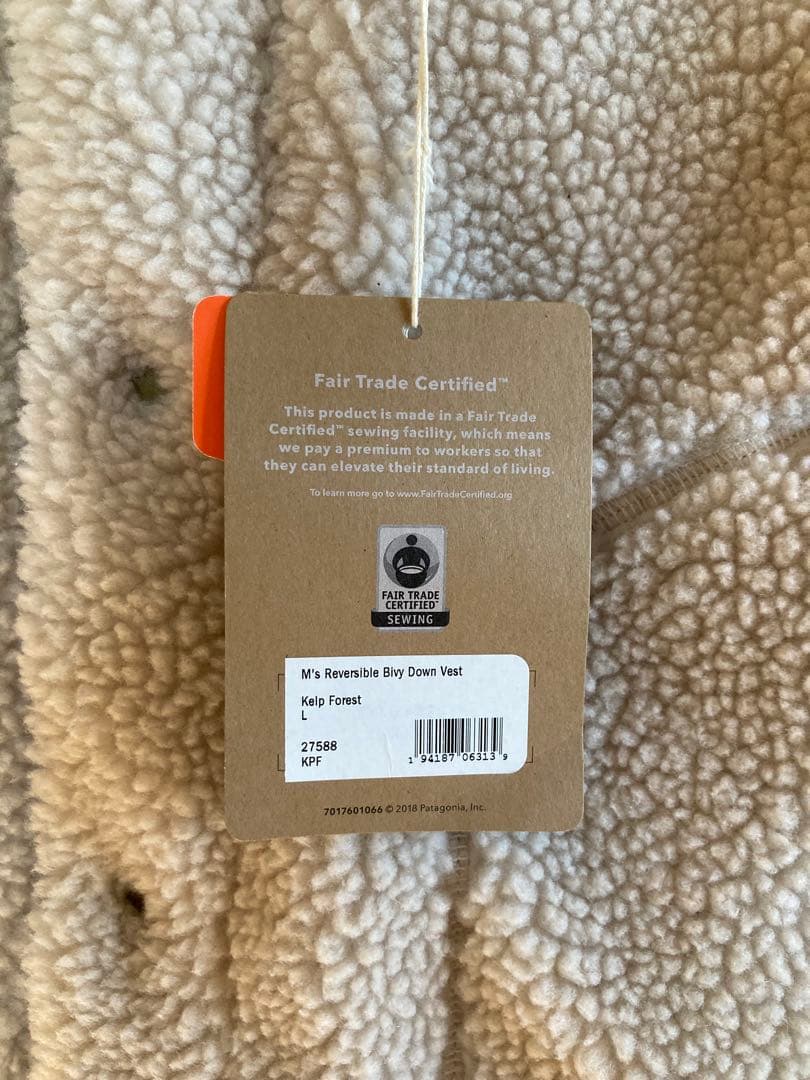 Fair Trade Certified™
This product is made in a Fair Trade
Certified™ sewing facility, which means
we pay a premium to workers so that
they can elevate their standard of living.
To learn more go to www.FairTradeCertified.org
FAIR TRADE
CERTIFIED™
SEWING
M's Reversible Bivy Down Vest
Kelp Forest
L
27588
KPF
1 94187 06313 9
7017601066 © 2018 Patagonia, Inc.